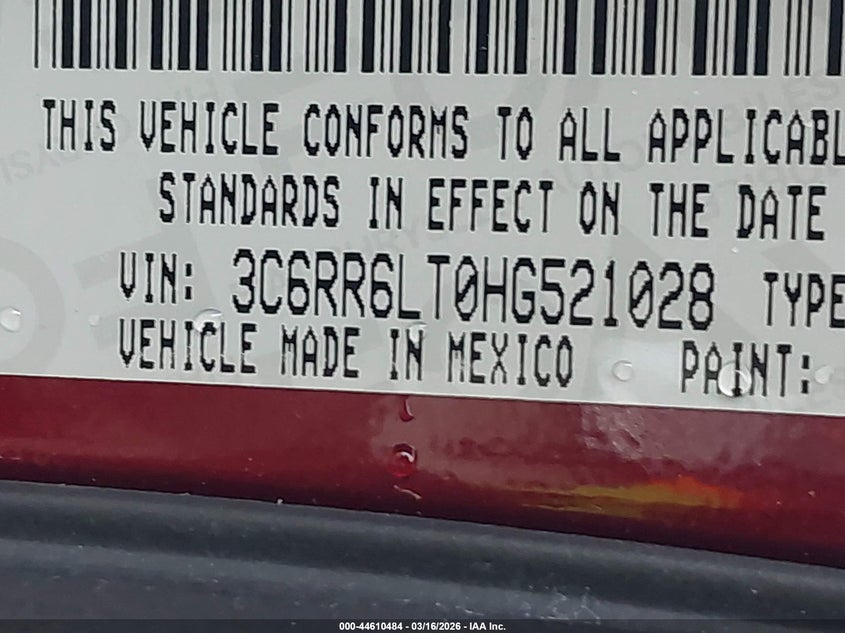 THIS VEHICLE CONFORMS TO ALL APPLICABL
STANDARDS IN EFFECT ON THE DATE
VIN: 3C6RR6LT0HG521028 TYPE
VEHICLE MADE IN MEXICO PAINT:
000-44610484 - 03/16/2026 - IAA Inc.